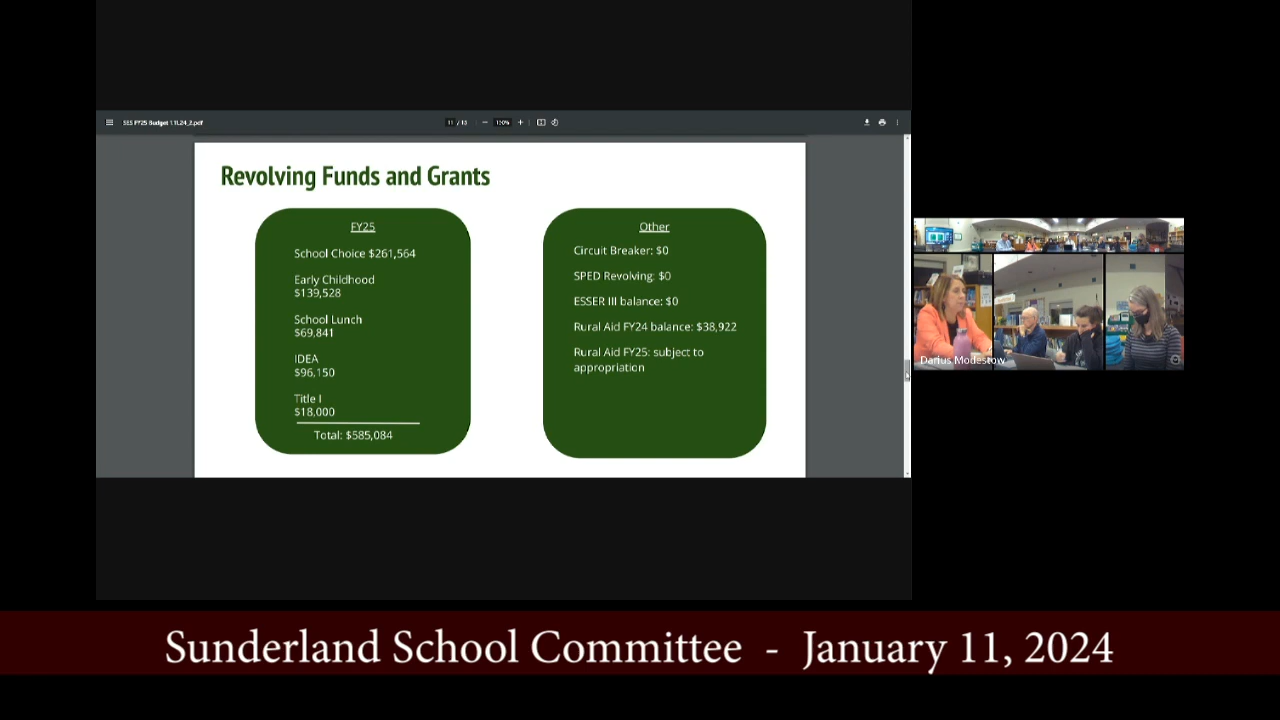 SES FY25 Budget 1.11.24_2.pdf
11 / 13
130%
Revolving Funds and Grants
FY25
School Choice $261,564
Early Childhood
$139,528
School Lunch
$69,841
IDEA
$96,150
Title I
$18,000
Total: $585,084
Other
Circuit Breaker: $0
SPED Revolving: $0
ESSER III balance: $0
Rural Aid FY24 balance: $38,922
Rural Aid FY25: subject to
appropriation
Darius Modestow
Sunderland School Committee - January 11, 2024